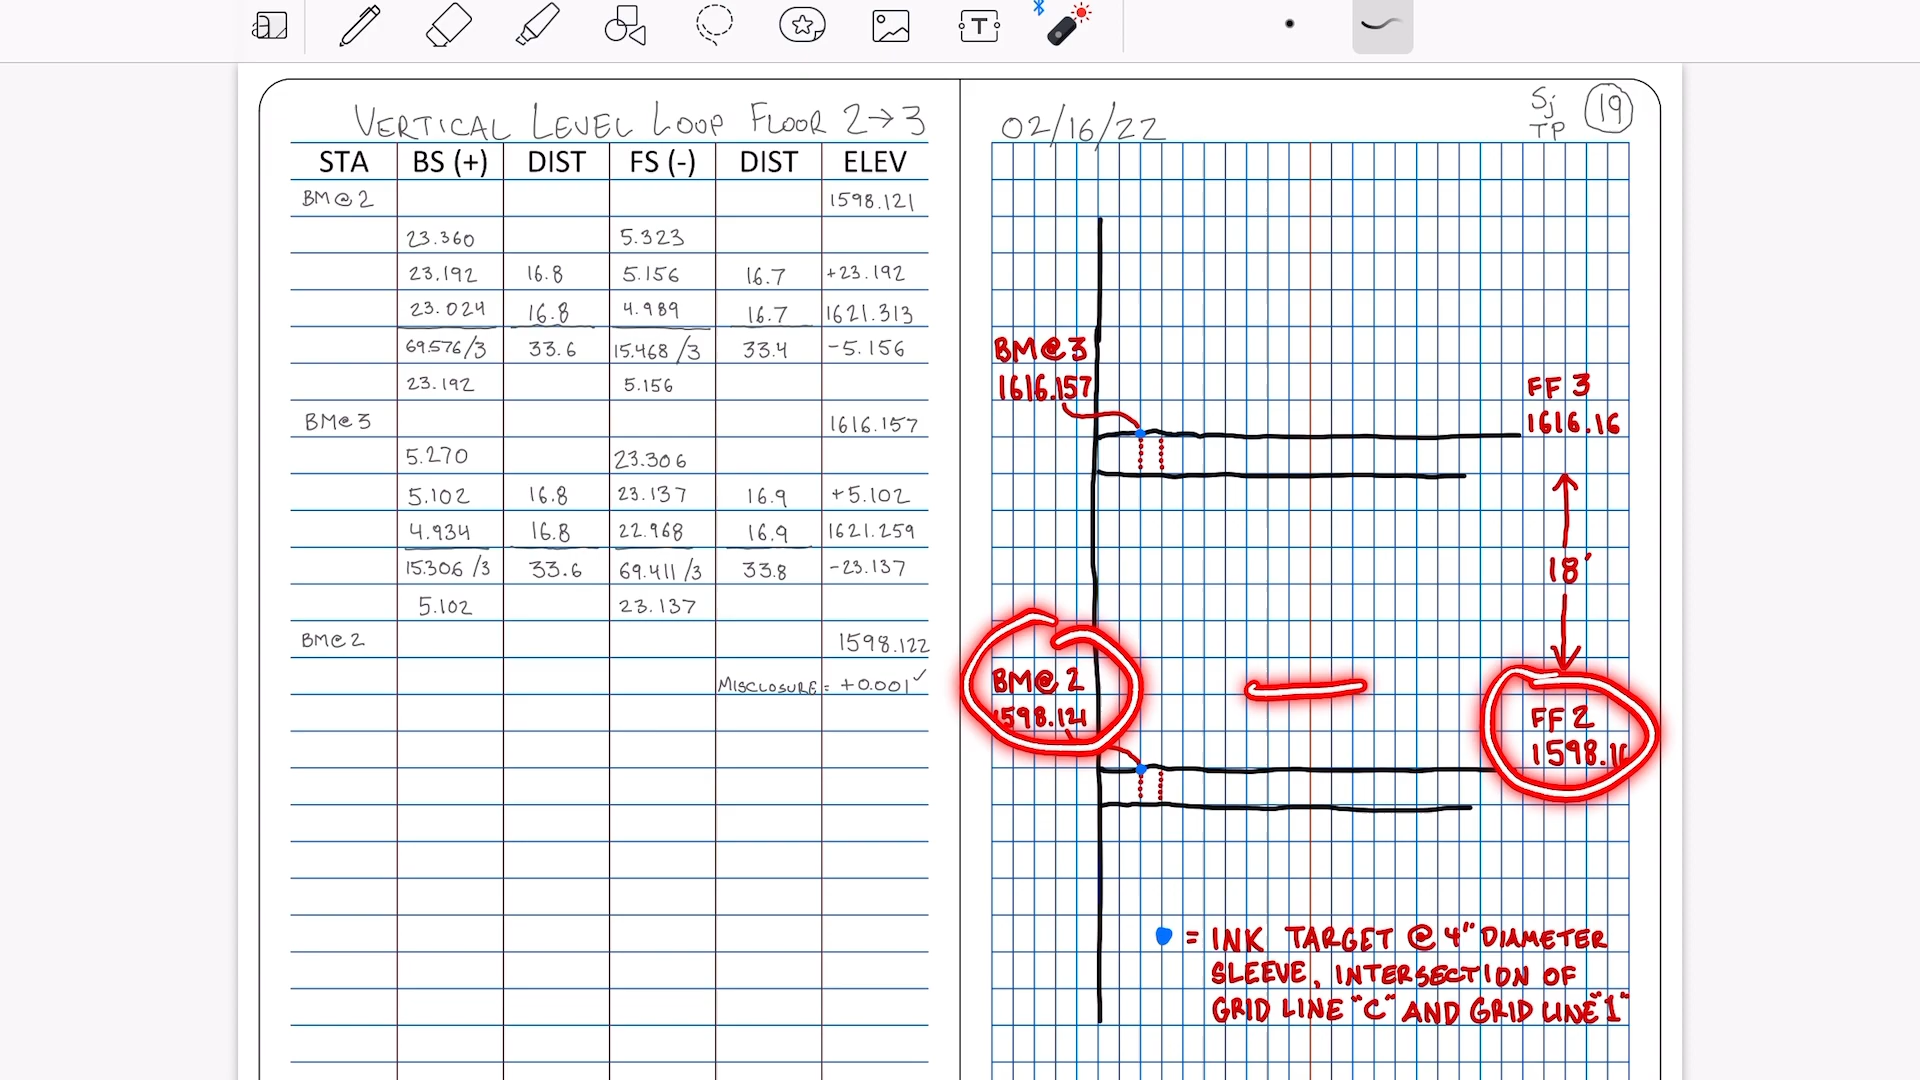 VERTICAL LEVEL LOOP FLOOR 2→3
STA BS (+) DIST FS (-) DIST ELEV
BM@2 1598.121
23.360 5.323
23.192 16.8 5.156 16.7 +23.192
23.024 16.8 4.989 16.7 1621.313
69.576/3 33.6 15.468/3 33.4 -5.156
23.192 5.156
BM@3 1616.157
5.270 23.306
5.102 16.8 23.137 16.9 +5.102
4.934 16.8 22.968 16.9 1621.259
15.306/3 33.6 69.411/3 33.8 -23.137
5.102 23.137
BM@2 1598.122
MISCLOSURE = +0.001✓
02/16/22
Sj
TP
19
BM@3
1616.157
FF 3
1616.16
18'
BM@2
1598.121
FF 2
1598.16
= INK TARGET @ 4" DIAMETER
SLEEVE, INTERSECTION OF
GRID LINE "C" AND GRID LINE "1"
a
T